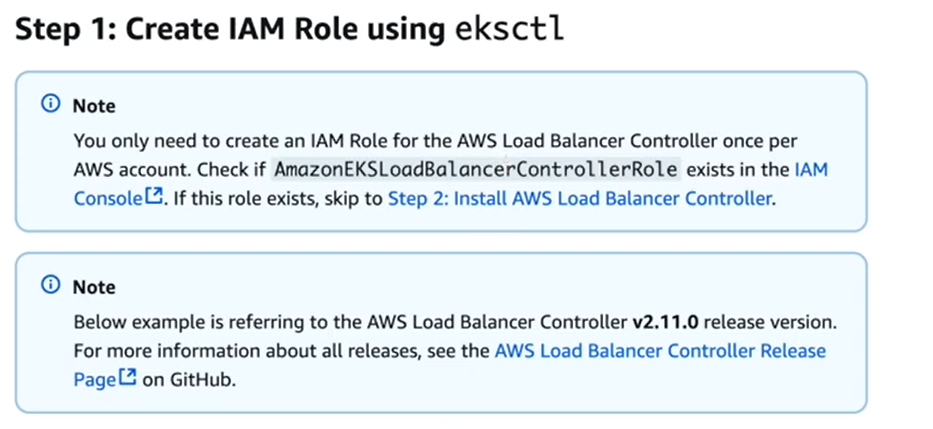 Step 1: Create IAM Role using eksctl
Note
You only need to create an IAM Role for the AWS Load Balancer Controller once per
AWS account. Check if AmazonEKSLoadBalancerControllerRole exists in the IAM
Console. If this role exists, skip to Step 2: Install AWS Load Balancer Controller.
Note
Below example is referring to the AWS Load Balancer Controller v2.11.0 release version.
For more information about all releases, see the AWS Load Balancer Controller Release
Page on GitHub.